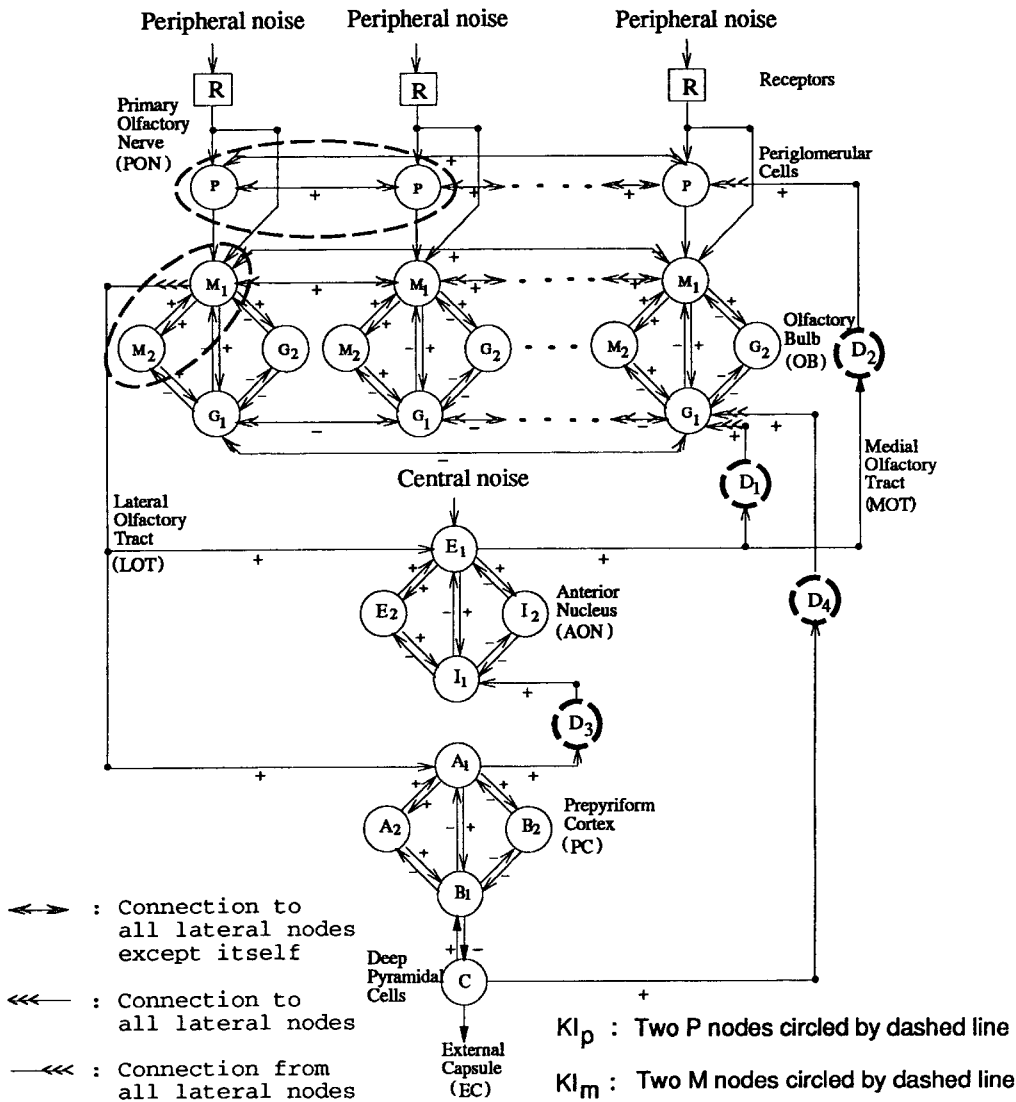 Peripheral noise Peripheral noise Peripheral noise
R R R
Receptors
Primary
Olfactory
Nerve
(PON)
Periglomerular
Cells
+
P + P + + P +
+
M1 + M1 + + M1
+ + + - + + + - + + + -
M2 - + G2 M2 - + G2 M2 - + G2
Olfactory
Bulb
(OB)
D2
+ - - - + - - - + - - -
G1 - G1 - - G1 + +
-
D1
Medial
Olfactory
Tract
(MOT)
Central noise
Lateral
Olfactory
Tract
(LOT)
+ E1 +
+ + + -
E2 - + I2
Anterior
Nucleus
(AON)
D4
+ - - -
I1 +
D3
+ A1 +
+ + + -
A2 - + B2
Prepyriform
Cortex
(PC)
+ - - -
B1
+ -
Deep
Pyramidal
Cells
C +
External
Capsule
(EC)
: Connection to
all lateral nodes
except itself
: Connection to
all lateral nodes
: Connection from
all lateral nodes
KIp : Two P nodes circled by dashed line
KIm : Two M nodes circled by dashed line